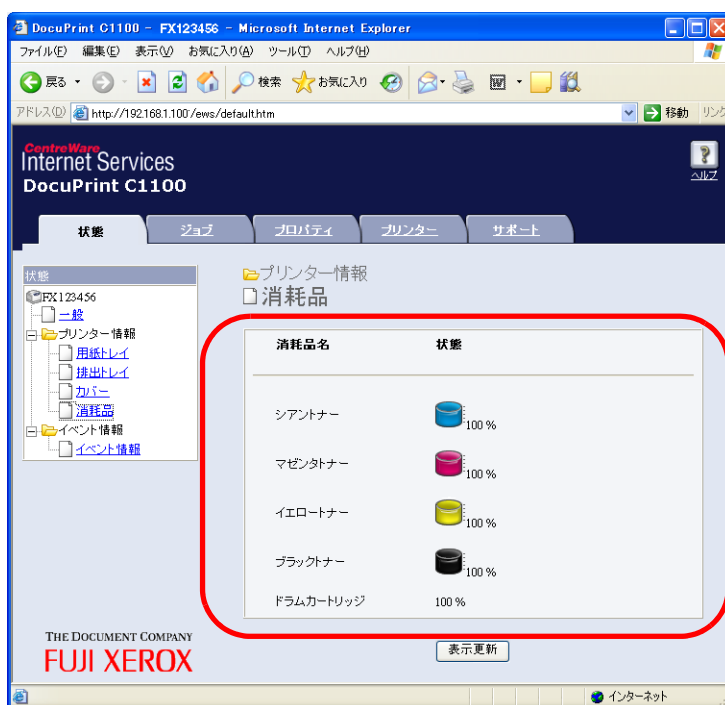 DocuPrint C1100 - FX123456 - Microsoft Internet Explorer
ファイル(F) 編集(E) 表示(V) お気に入り(A) ツール(T) ヘルプ(H)
戻る 検索 お気に入り
アドレス(D) http://192.168.1.100/ews/default.htm 移動 リンク
CentreWare
Internet Services
DocuPrint C1100
ヘルプ
状態 ジョブ プロパティ プリンター サポート
状態
FX123456
一般
プリンター情報
用紙トレイ
排出トレイ
カバー
消耗品
イベント情報
イベント情報
プリンター情報
消耗品
消耗品名 状態
シアントナー 100 %
マゼンタトナー 100 %
イエロートナー 100 %
ブラックトナー 100 %
ドラムカートリッジ 100 %
表示更新
THE DOCUMENT COMPANY
FUJI XEROX
インターネット